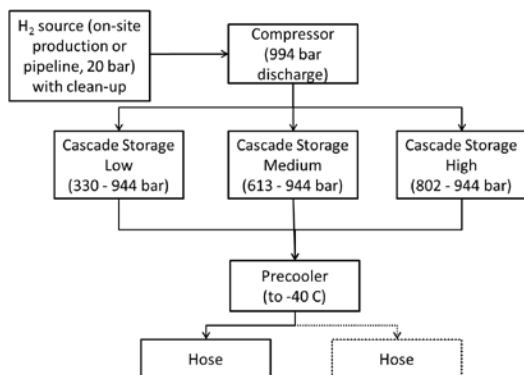 H₂ source (on-site
production or
pipeline, 20 bar)
with clean-up
Compressor
(994 bar
discharge)
Cascade Storage
Low
(330 - 944 bar)
Cascade Storage
Medium
(613 - 944 bar)
Cascade Storage
High
(802 - 944 bar)
Precooler
(to -40 C)
Hose
Hose